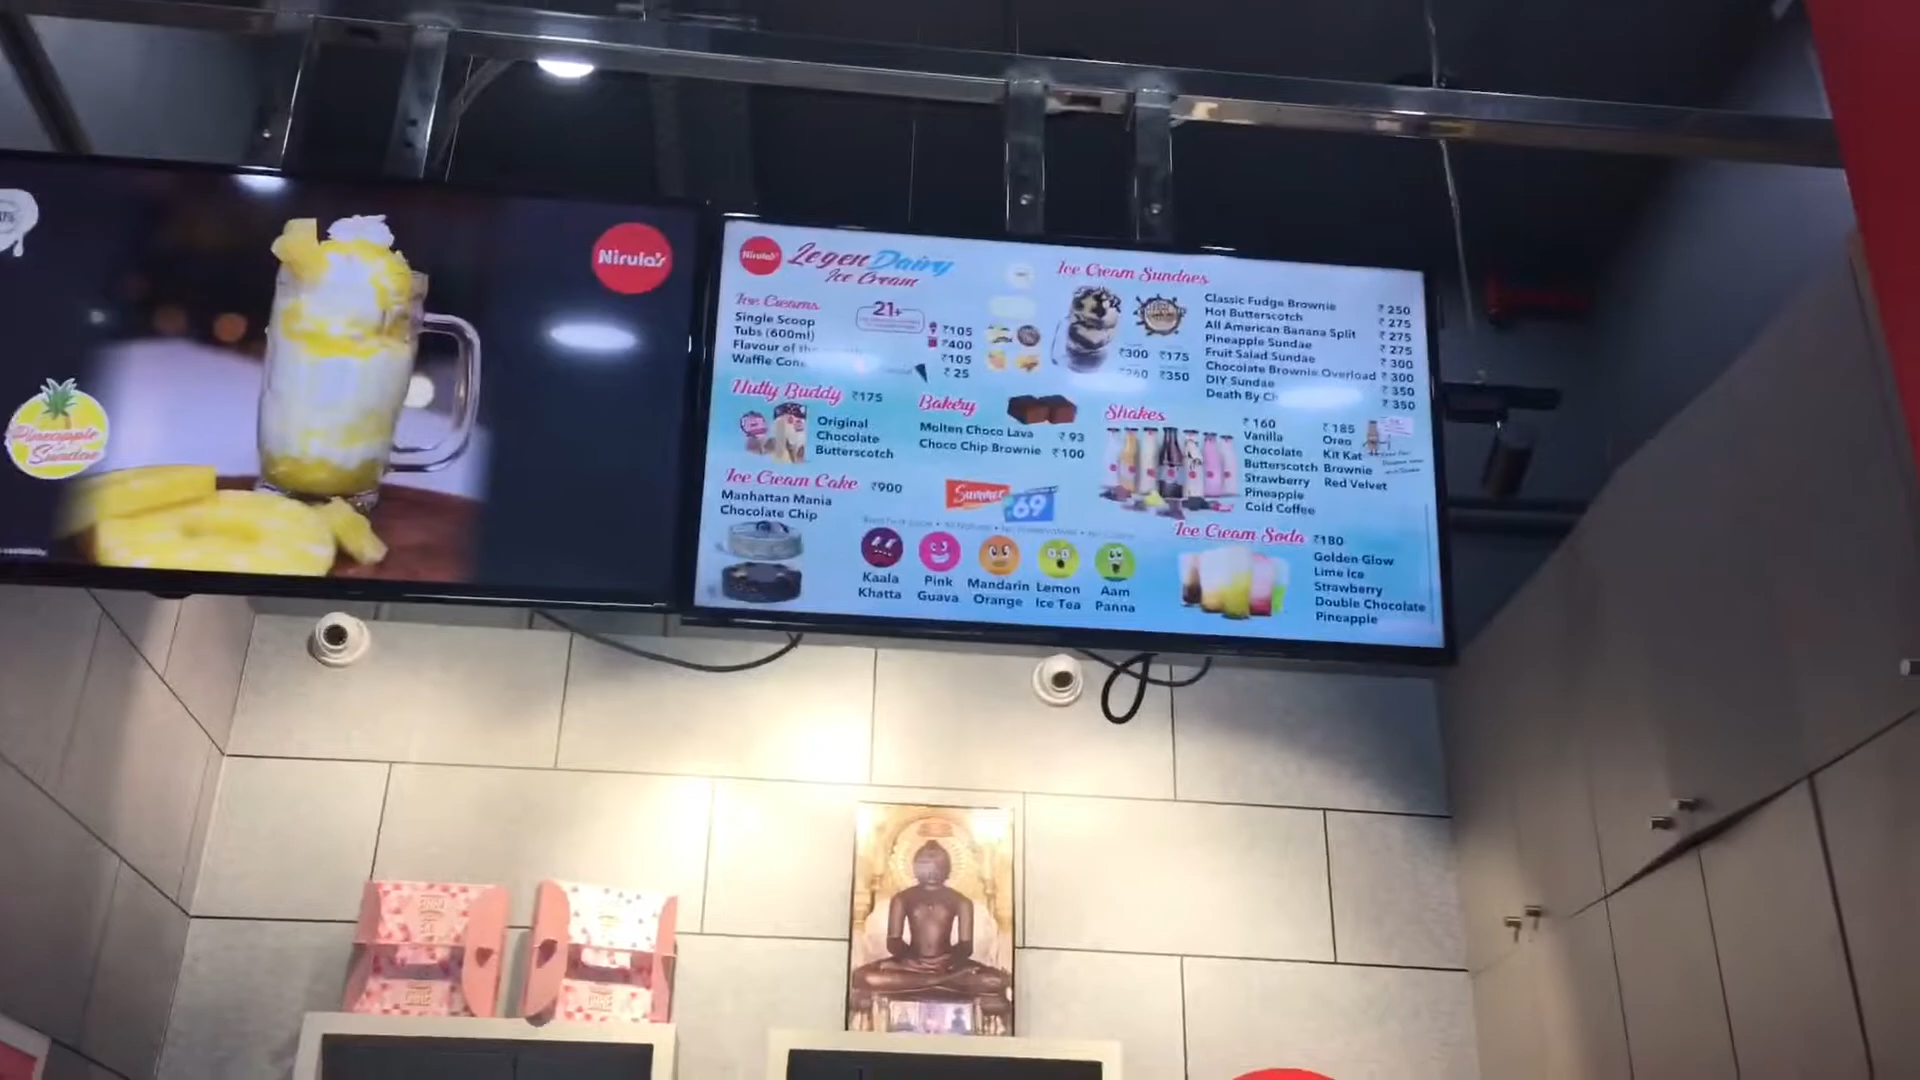 Nirula's
Pineapple
Sundae
Nirula's
LegenDairy
Ice Cream
Ice Creams
21+
Single Scoop ₹105
Tubs (600ml) ₹400
Flavour of the ₹105
Waffle Cone ₹ 25
Nutty Buddy ₹175
Original
Chocolate
Butterscotch
Ice Cream Cake ₹900
Manhattan Mania
Chocolate Chip
Bakery
Molten Choco Lava ₹ 93
Choco Chip Brownie ₹100
Summer
69
Kaala
Khatta
Pink
Guava
Mandarin
Orange
Lemon
Ice Tea
Aam
Panna
Ice Cream Sundaes
₹300 ₹175
₹350
Classic Fudge Brownie ₹ 250
Hot Butterscotch ₹ 275
All American Banana Split ₹ 275
Pineapple Sundae ₹ 275
Fruit Salad Sundae ₹ 300
Chocolate Brownie Overload ₹ 300
DIY Sundae ₹ 350
Death By ₹ 350
Shakes
₹ 160
Vanilla
Chocolate
Butterscotch
Strawberry
Pineapple
Cold Coffee
₹ 185
Oreo
Kit Kat
Brownie
Red Velvet
Ice Cream Soda ₹180
Golden Glow
Lime Ice
Strawberry
Double Chocolate
Pineapple